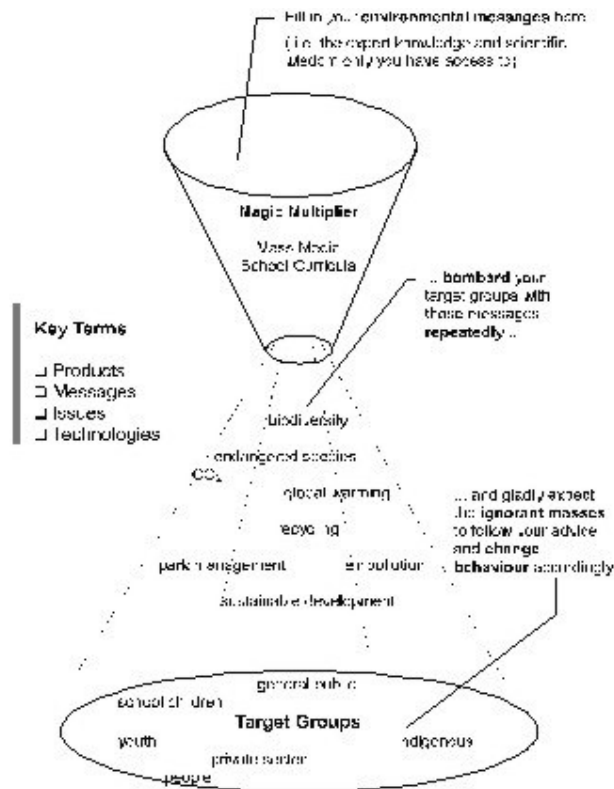 Fill in your environmental messages here
(i.e. the expert knowledge and scientific
wisdom only you have access to)
Magic Multiplier
Mass Media
School Curricula
... bombard your
target groups with
these messages
repeatedly ...
Key Terms
Products
Messages
Issues
Technologies
biodiversity
endangered species
CO₂
global warming
recycling
park management
air pollution
sustainable development
... and gladly expect
the ignorant masses
to follow your advice
and change
behaviour accordingly
general public
school children
Target Groups
youth
indigenous
private sector
people